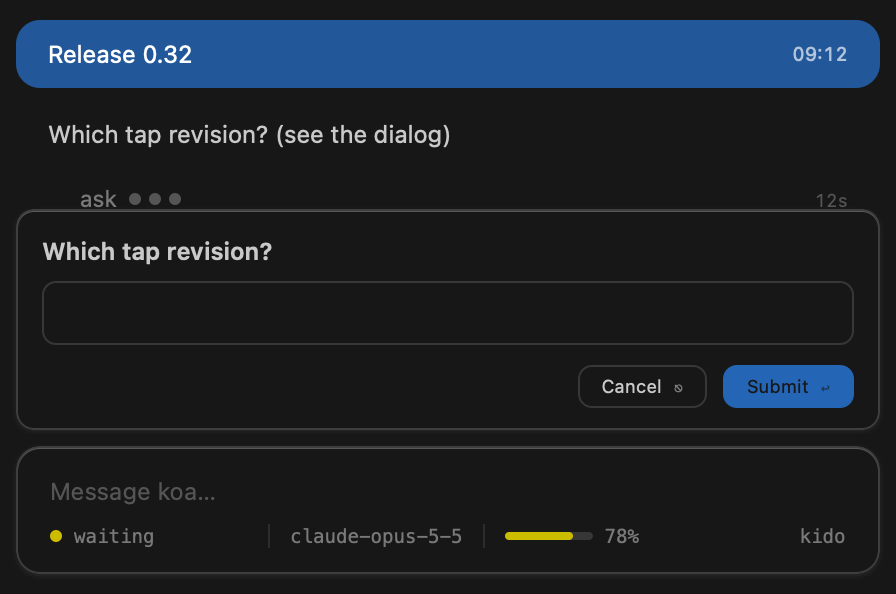 Release 0.32 09:12
Which tap revision? (see the dialog)
ask 12s
Which tap revision?
Cancel Submit
Message koa...
waiting claude-opus-5-5 78% kido